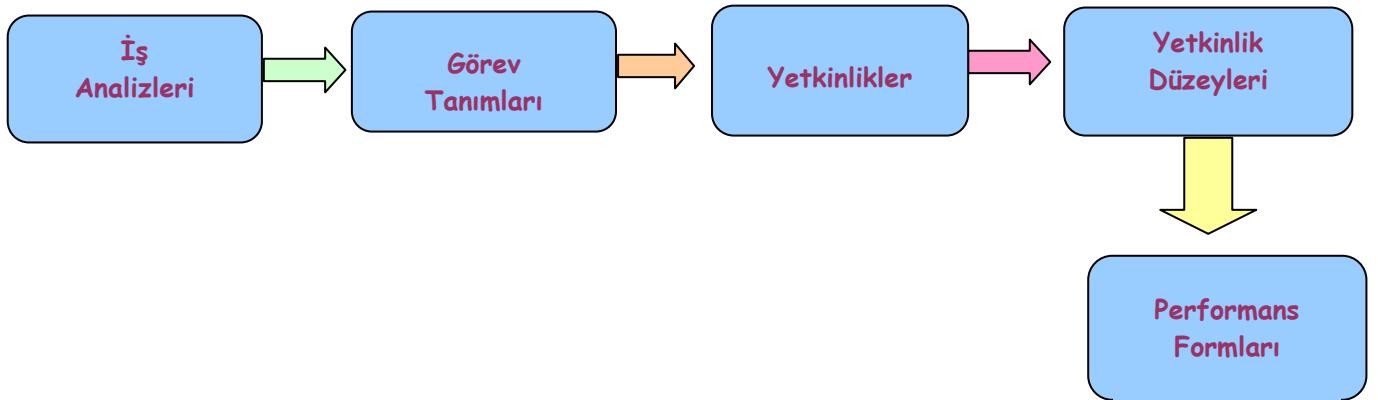 İş
Analizleri
Görev
Tanımları
Yetkinlikler
Yetkinlik
Düzeyleri
Performans
Formları